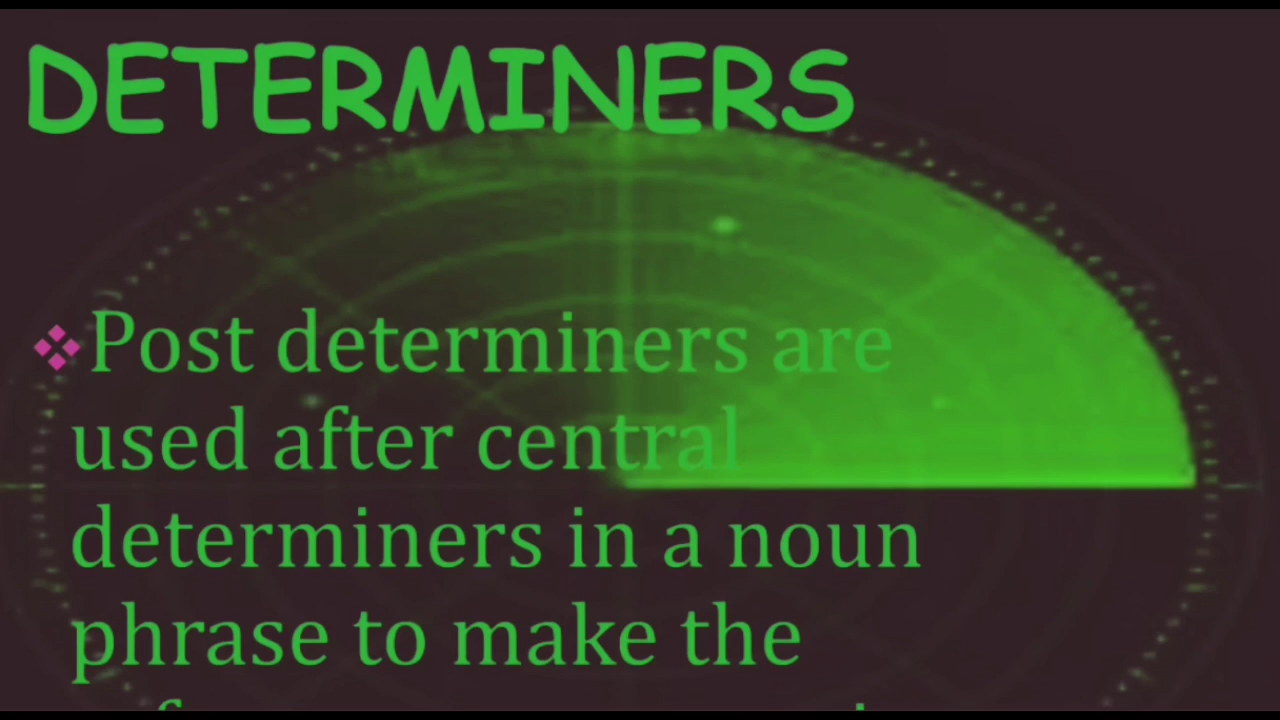 DETERMINERS
Post determiners are
used after central
determiners in a noun
phrase to make the